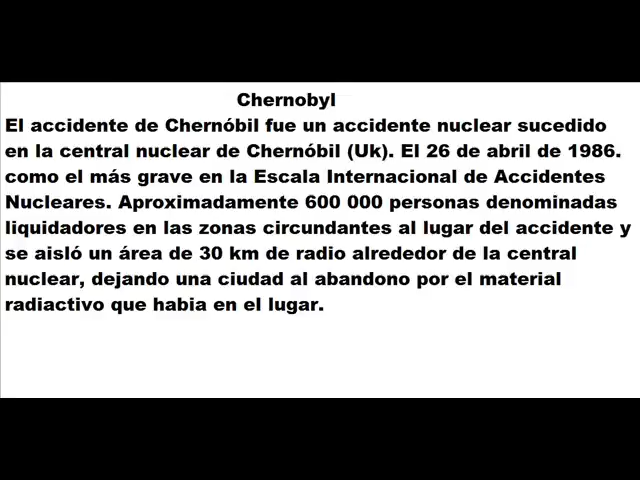 Chernobyl
El accidente de Chernóbil fue un accidente nuclear sucedido
en la central nuclear de Chernóbil (Uk). El 26 de abril de 1986.
como el más grave en la Escala Internacional de Accidentes
Nucleares. Aproximadamente 600 000 personas denominadas
liquidadores en las zonas circundantes al lugar del accidente y
se aisló un área de 30 km de radio alrededor de la central
nuclear, dejando una ciudad al abandono por el material
radiactivo que habia en el lugar.